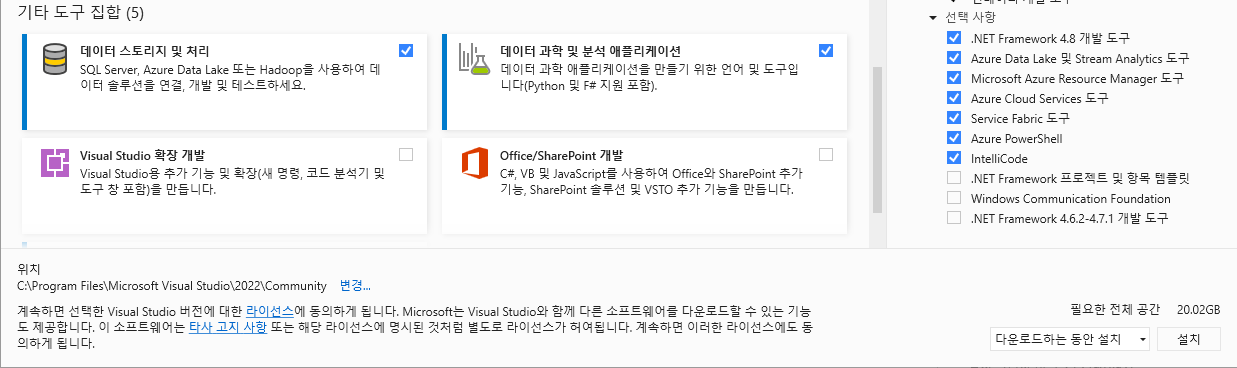 기타 도구 집합 (5)
데이터 스토리지 및 처리
SQL Server, Azure Data Lake 또는 Hadoop을 사용하여 데
이터 솔루션을 연결, 개발 및 테스트하세요.
데이터 과학 및 분석 애플리케이션
데이터 과학 애플리케이션을 만들기 위한 언어 및 도구입
니다(Python 및 F# 지원 포함).
Visual Studio 확장 개발
Visual Studio용 추가 기능 및 확장(새 명령, 코드 분석기 및
도구 창 포함)을 만듭니다.
Office/SharePoint 개발
C#, VB 및 JavaScript를 사용하여 Office와 SharePoint 추가
기능, SharePoint 솔루션 및 VSTO 추가 기능을 만듭니다.
선택 사항
.NET Framework 4.8 개발 도구
Azure Data Lake 및 Stream Analytics 도구
Microsoft Azure Resource Manager 도구
Azure Cloud Services 도구
Service Fabric 도구
Azure PowerShell
IntelliCode
.NET Framework 프로젝트 및 항목 템플릿
Windows Communication Foundation
.NET Framework 4.6.2-4.7.1 개발 도구
위치
C:\Program Files\Microsoft Visual Studio\2022\Community 변경...
계속하면 선택한 Visual Studio 버전에 대한 라이선스에 동의하게 됩니다. Microsoft는 Visual Studio와 함께 다른 소프트웨어를 다운로드할 수 있는 기능
도 제공합니다. 이 소프트웨어는 타사 고지 사항 또는 해당 라이선스에 명시된 것처럼 별도로 라이선스가 허여됩니다. 계속하면 이러한 라이선스에도 동
의하게 됩니다.
필요한 전체 공간 20.02GB
다운로드하는 동안 설치 설치